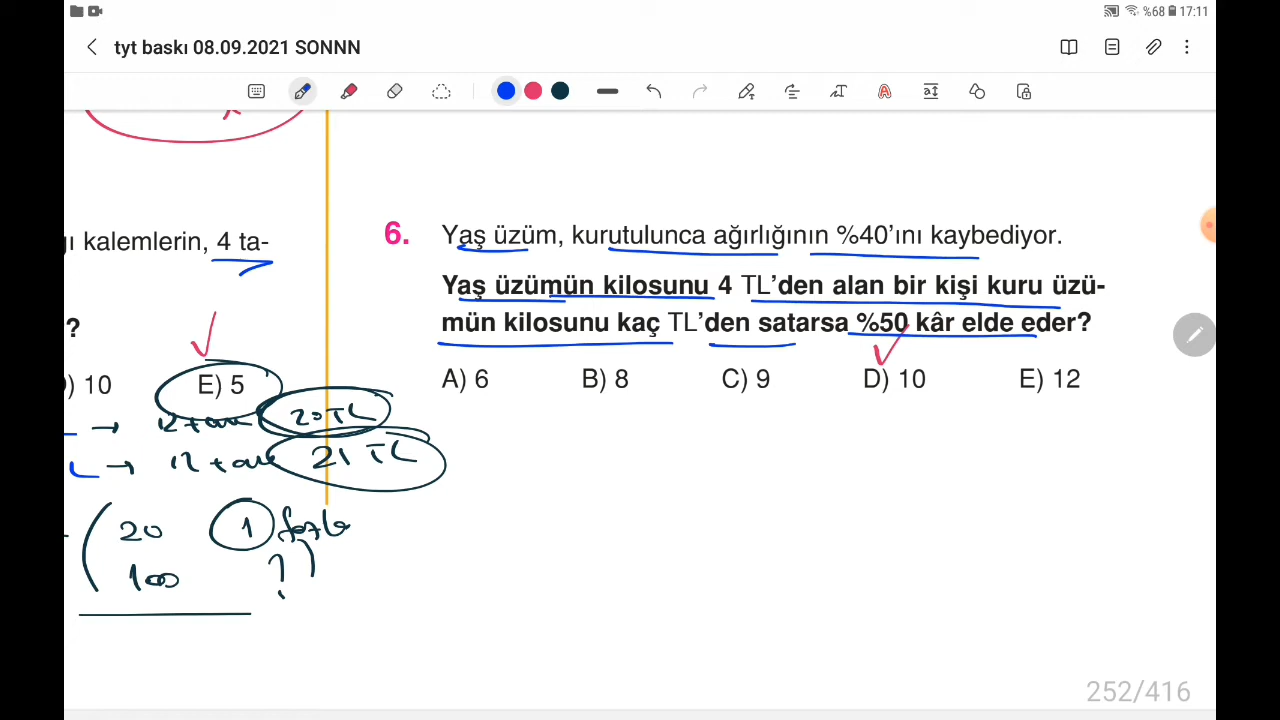 %68 17:11
tyt baskı 08.09.2021 SONNN
ğı kalemlerin, 4 ta-
?
) 10 E) 5
20 TL
21 TL
20 1 fazla
100 ?
6. Yaş üzüm, kurutulunca ağırlığının %40'ını kaybediyor.
Yaş üzümün kilosunu 4 TL'den alan bir kişi kuru üzü-
mün kilosunu kaç TL'den satarsa %50 kâr elde eder?
A) 6 B) 8 C) 9 D) 10 E) 12
252/416